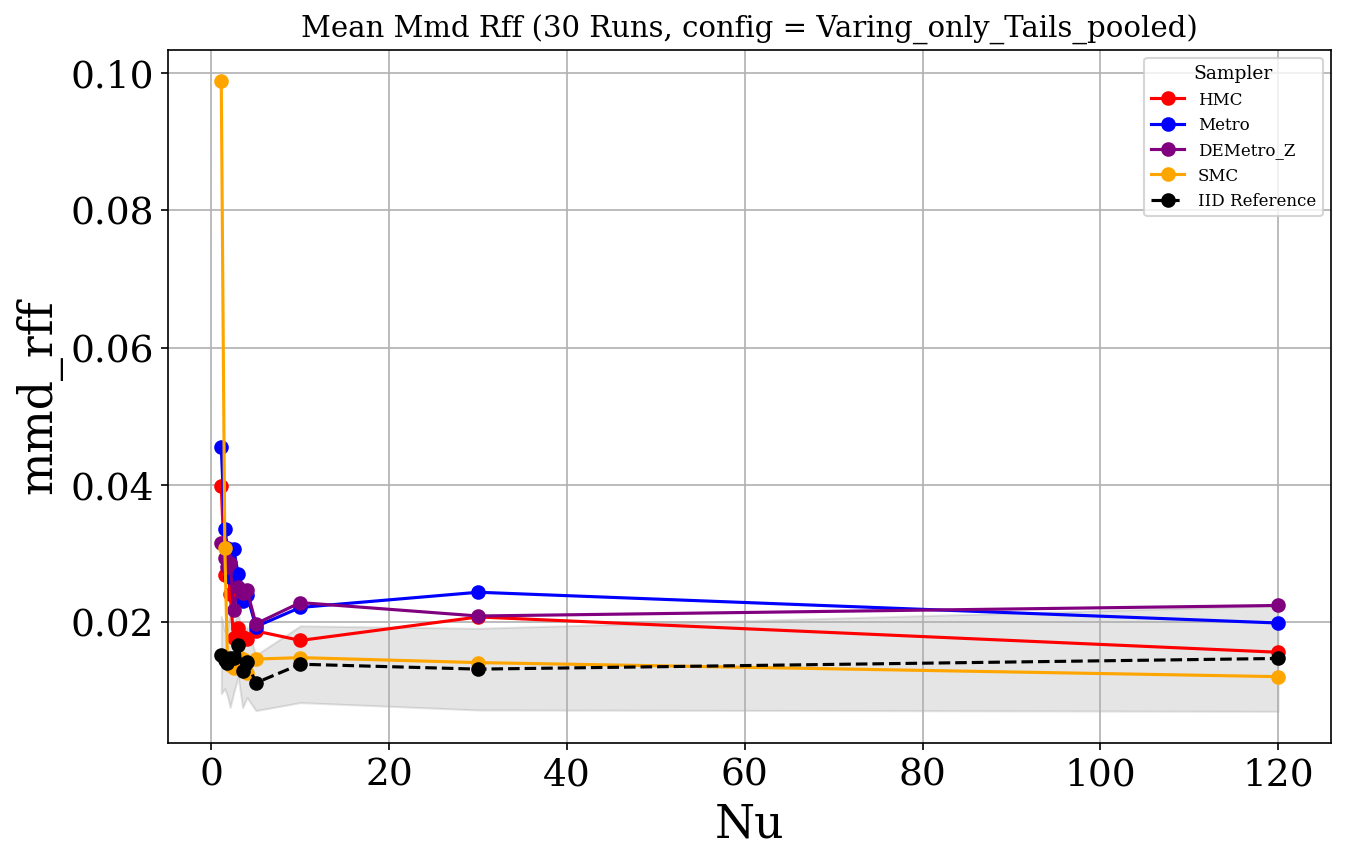 Mean Mmd Rff (30 Runs, config = Varing_only_Tails_pooled)
mmd_rff
0.10
0.08
0.06
0.04
0.02
Sampler
HMC
Metro
DEMetro_Z
SMC
IID Reference
0 20 40 60 80 100 120
Nu